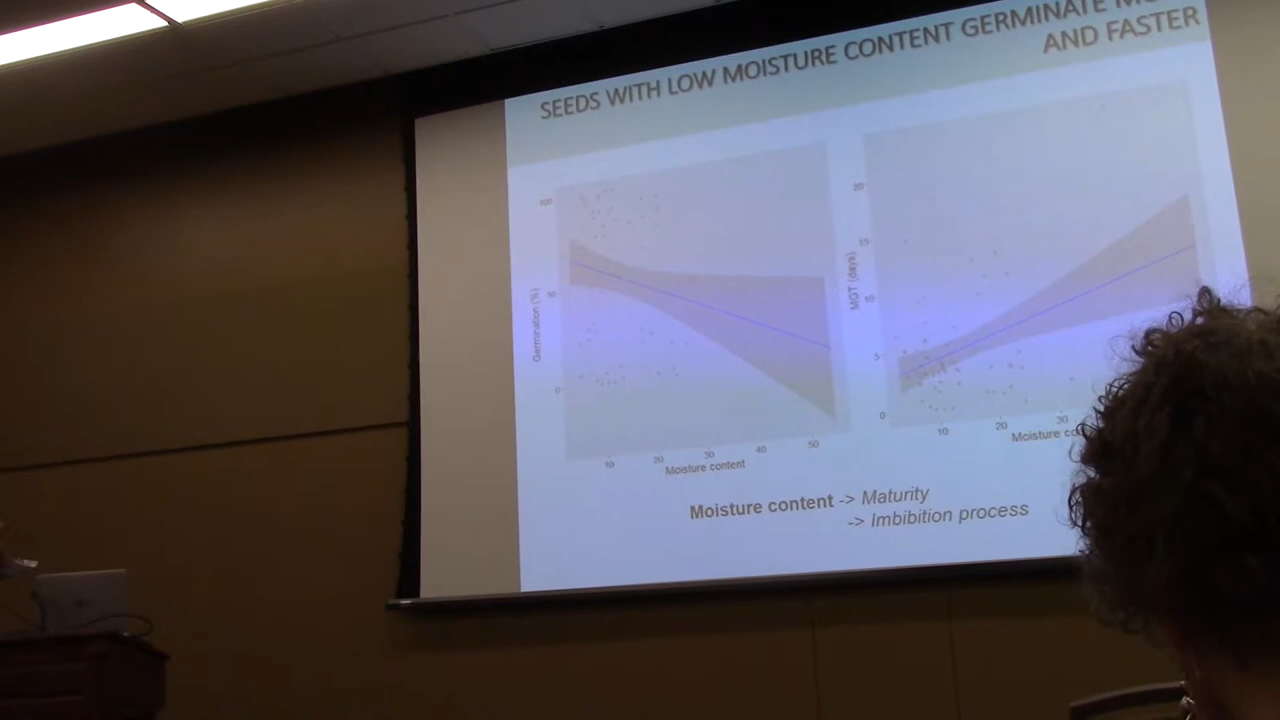 SEEDS WITH LOW MOISTURE CONTENT GERMINATE
AND FASTER
100
50
0
Germination (%)
10 20 30 40 50
Moisture content
20
15
10
5
0
MGT (days)
10 20 30
Moisture
Moisture content -> Maturity
-> Imbibition process